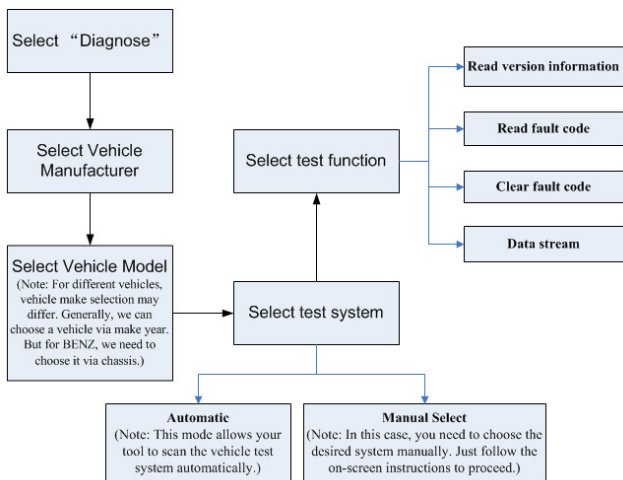 Select “Diagnose”
Select Vehicle
Manufacturer
Select Vehicle Model
(Note: For different vehicles,
vehicle make selection may
differ. Generally, we can
choose a vehicle via make year.
But for BENZ, we need to
choose it via chassis.)
Select test system
Automatic
(Note: This mode allows your
tool to scan the vehicle test
system automatically.)
Manual Select
(Note: In this case, you need to choose the
desired system manually. Just follow the
on-screen instructions to proceed.)
Select test function
Read version information
Read fault code
Clear fault code
Data stream